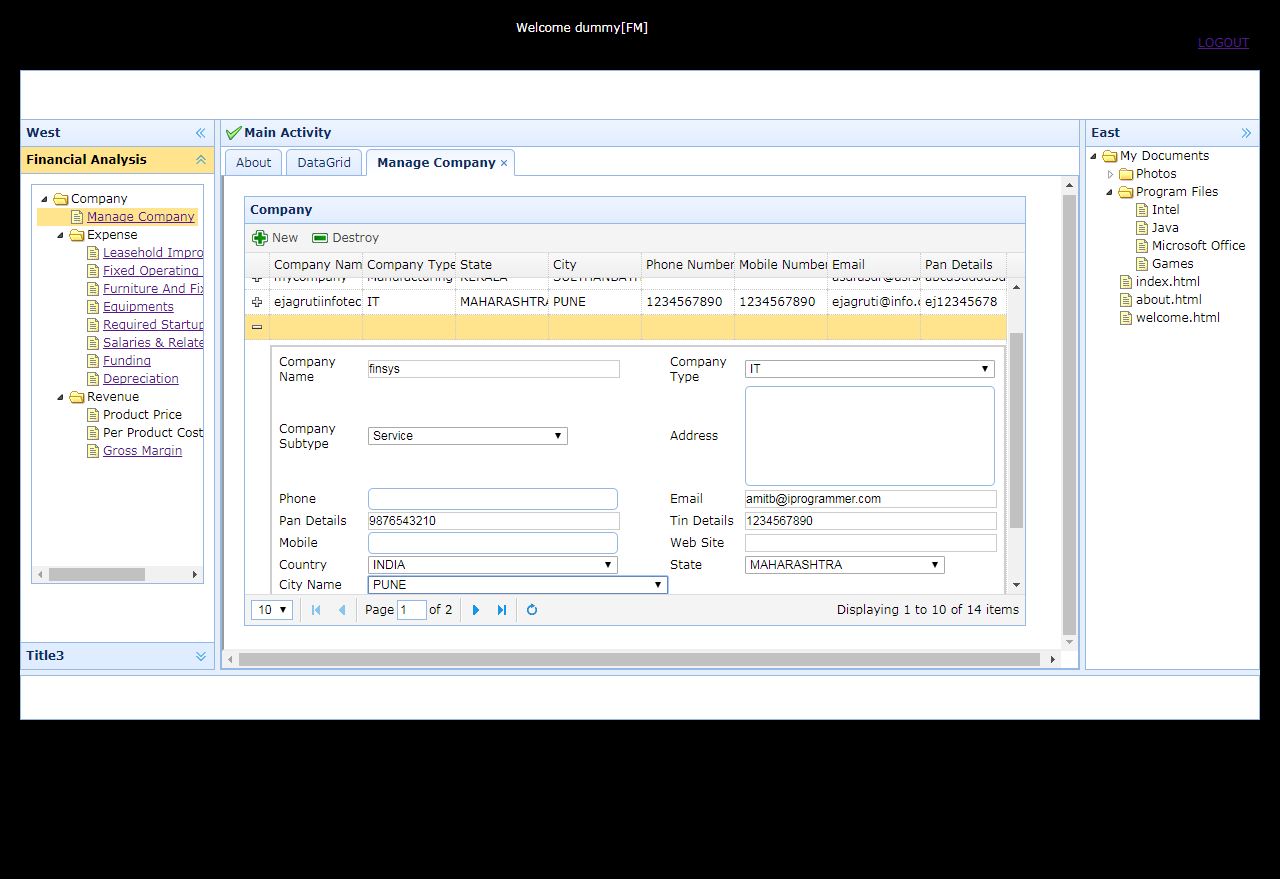 Welcome dummy[FM]
LOGOUT
West
Financial Analysis
Company
Manage Company
Expense
Leasehold Impro
Fixed Operating
Furniture And Fix
Equipments
Required Startup
Salaries & Relate
Funding
Depreciation
Revenue
Product Price
Per Product Cost
Gross Margin
Title3
Main Activity
About DataGrid Manage Company ×
Company
New Destroy
Company Nam Company Type State City Phone Number Mobile Number Email Pan Details
mycompany Manufacturing KERALA
ejagrutiinfotec IT MAHARASHTRA PUNE 1234567890 1234567890 ejagruti@info.c ej12345678
Company Name finsys Company Type IT
Company Subtype Service Address
Phone Email amitb@iprogrammer.com
Pan Details 9876543210 Tin Details 1234567890
Mobile Web Site
Country INDIA State MAHARASHTRA
City Name PUNE
10 Page 1 of 2 Displaying 1 to 10 of 14 items
East
My Documents
Photos
Program Files
Intel
Java
Microsoft Office
Games
index.html
about.html
welcome.html